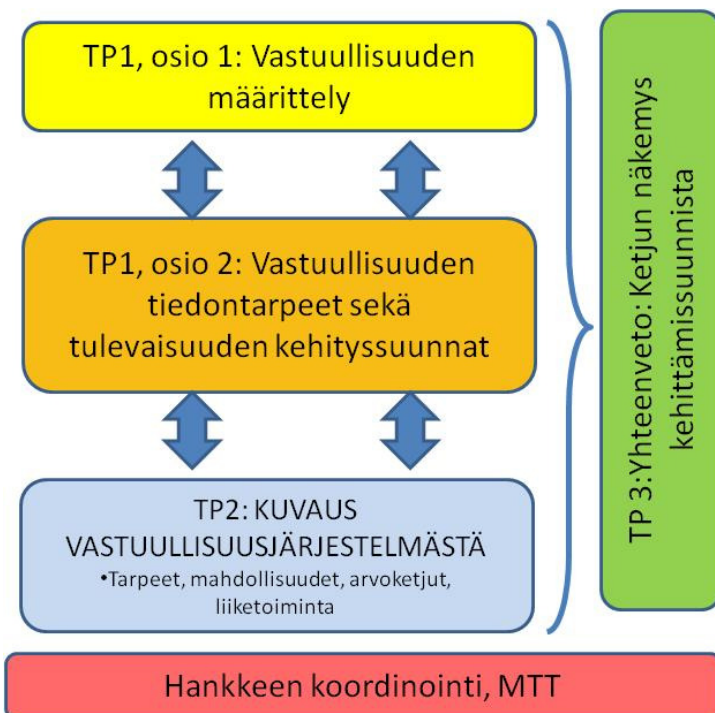 TP1, osio 1: Vastuullisuuden
määrittely
TP1, osio 2: Vastuullisuuden
tiedontarpeet sekä
tulevaisuuden kehityssuunnat
TP2: KUVAUS
VASTUULLISUUSJÄRJESTELMÄSTÄ
•Tarpeet, mahdollisuudet, arvoketjut,
liiketoiminta
TP 3:Yhteenveto: Ketjun näkemys
kehittämissuunnista
Hankkeen koordinointi, MTT